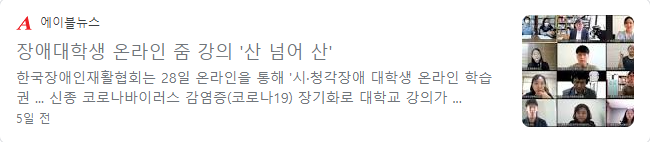 에이블뉴스
장애대학생 온라인 줌 강의 '산 넘어 산'
한국장애인재활협회는 28일 온라인을 통해 '시·청각장애 대학생 온라인 학습
권 ... 신종 코로나바이러스 감염증(코로나19) 장기화로 대학교 강의가 ...
5일 전